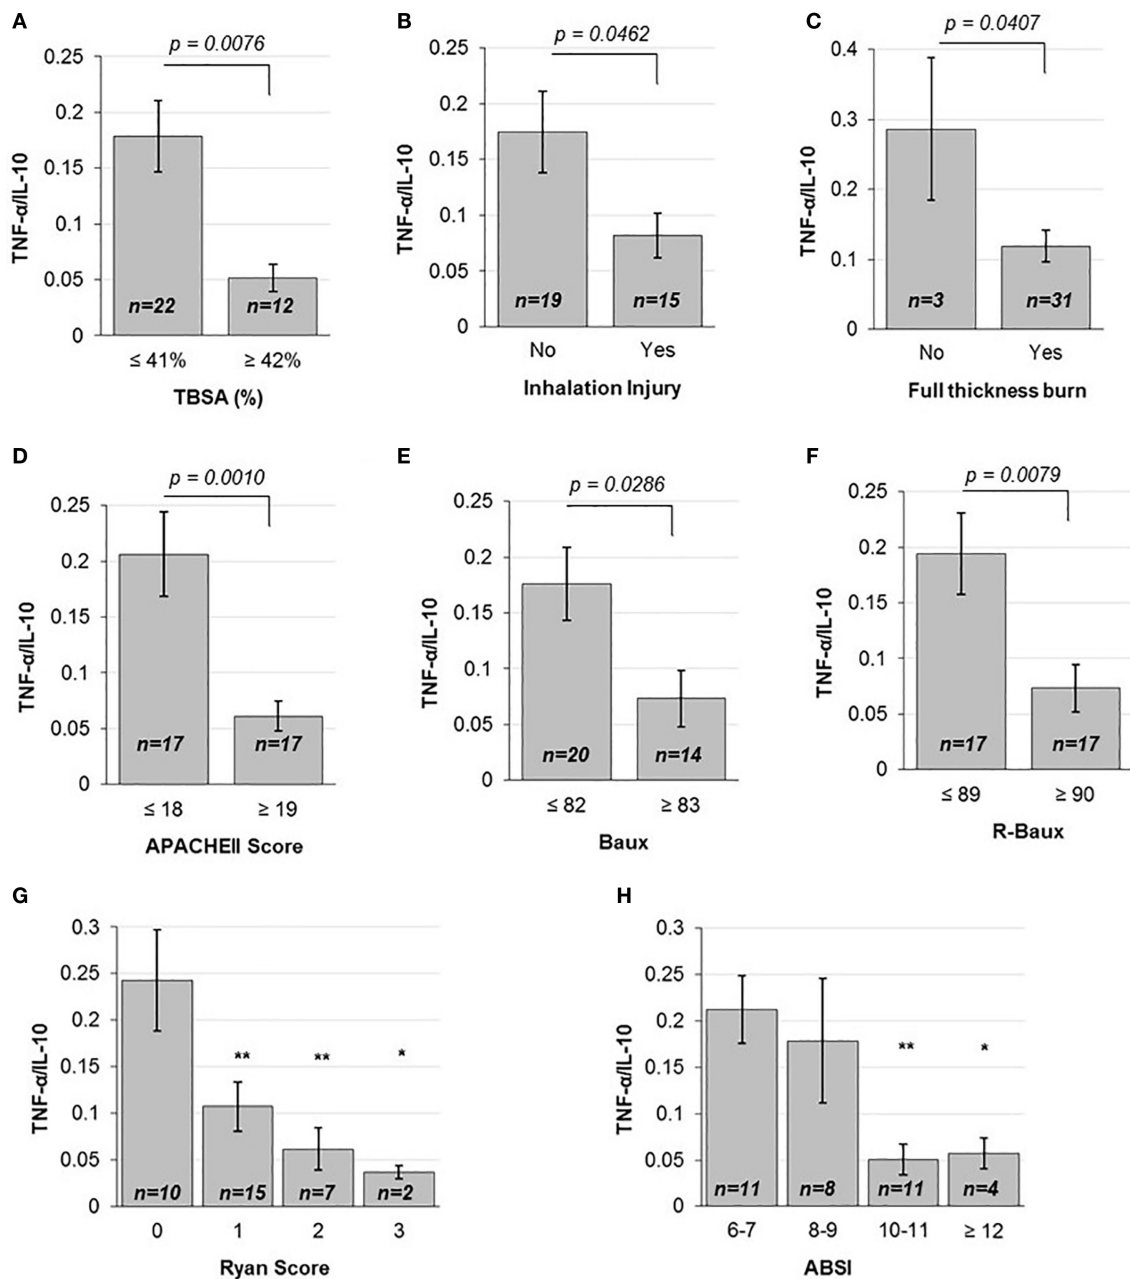 A
p = 0.0076
TNF-α/IL-10
0.25
0.2
0.15
0.1
0.05
0
n=22
n=12
≤ 41%
≥ 42%
TBSA (%)
B
p = 0.0462
TNF-α/IL-10
0.25
0.2
0.15
0.1
0.05
0
n=19
n=15
No
Yes
Inhalation Injury
C
p = 0.0407
TNF-α/IL-10
0.4
0.3
0.2
0.1
0
n=3
n=31
No
Yes
Full thickness burn
D
p = 0.0010
TNF-α/IL-10
0.25
0.2
0.15
0.1
0.05
0
n=17
n=17
≤ 18
≥ 19
APACHEII Score
E
p = 0.0286
TNF-α/IL-10
0.25
0.2
0.15
0.1
0.05
0
n=20
n=14
≤ 82
≥ 83
Baux
F
p = 0.0079
TNF-α/IL-10
0.25
0.2
0.15
0.1
0.05
0
n=17
n=17
≤ 89
≥ 90
R-Baux
G
TNF-α/IL-10
0.3
0.25
0.2
0.15
0.1
0.05
0
** ** *
n=10
n=15
n=7
n=2
0
1
2
3
Ryan Score
H
TNF-α/IL-10
0.3
0.25
0.2
0.15
0.1
0.05
0
** *
n=11
n=8
n=11
n=4
6-7
8-9
10-11
≥ 12
ABSI